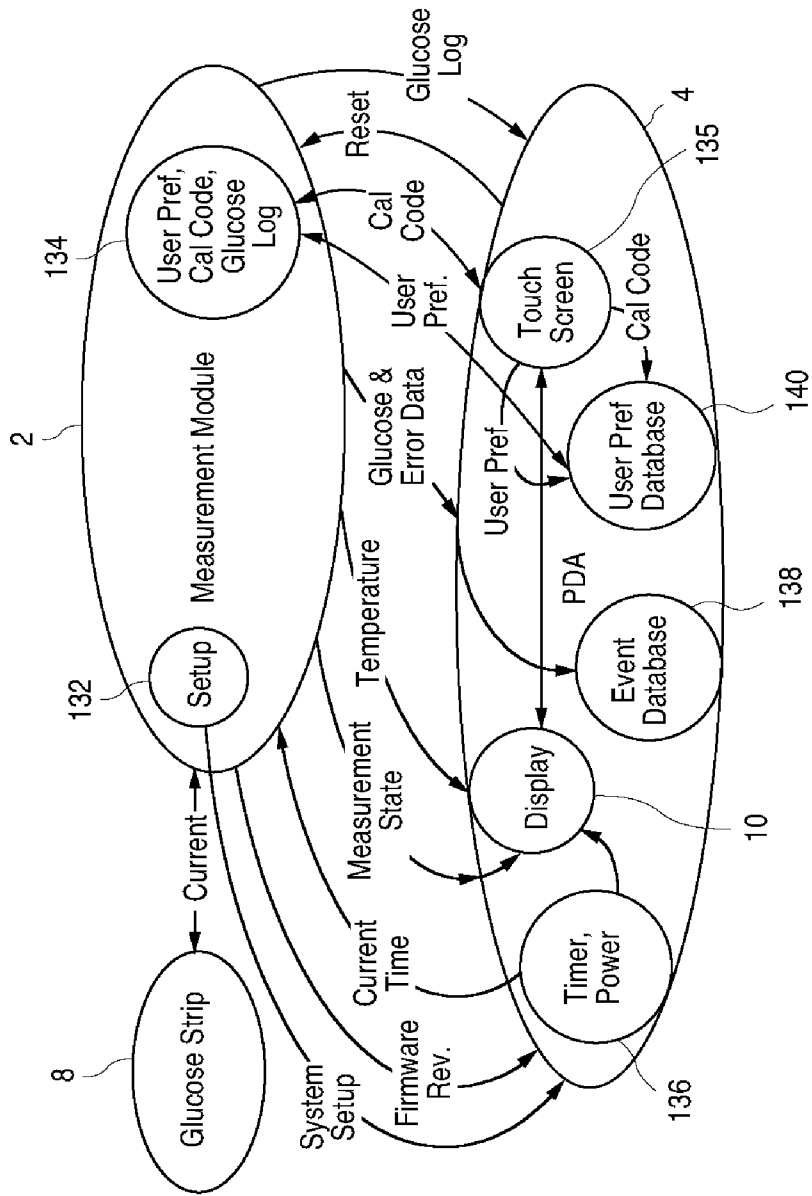 8
Glucose Strip
Current
2
132
Setup
Measurement Module
134
User Pref,
Cal Code,
Glucose
Log
System
Setup
Firmware
Rev.
Current
Time
Measurement
State
Temperature
Glucose &
Error Data
User
Pref.
Cal
Code
Reset
Glucose
Log
136
Timer,
Power
10
Display
PDA
138
Event
Database
User Pref
140
User Pref
Database
Cal Code
Touch
Screen
135
4